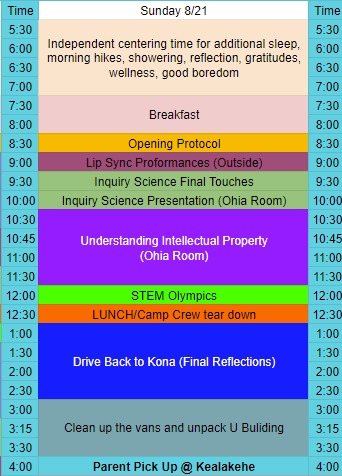 Time Sunday 8/21 Time
5:30 5:30
6:00 Independent centering time for additional sleep, 6:00
6:30 morning hikes, showering, reflection, gratitudes, 6:30
7:00 wellness, good boredom 7:00
7:30 7:30
8:00 Breakfast 8:00
8:30 Opening Protocol 8:30
9:00 Lip Sync Proformances (Outside) 9:00
9:30 Inquiry Science Final Touches 9:30
10:00 Inquiry Science Presentation (Ohia Room) 10:00
10:30 10:30
10:45 Understanding Intellectual Property 10:45
11:00 (Ohia Room) 11:00
11:30 11:30
12:00 STEM Olympics 12:00
12:30 LUNCH/Camp Crew tear down 12:30
1:00 1:00
1:30 1:30
2:00 Drive Back to Kona (Final Reflections) 2:00
2:30 2:30
3:00 3:00
3:15 Clean up the vans and unpack U Buliding 3:15
3:30 3:30
4:00 Parent Pick Up @ Kealakehe 4:00